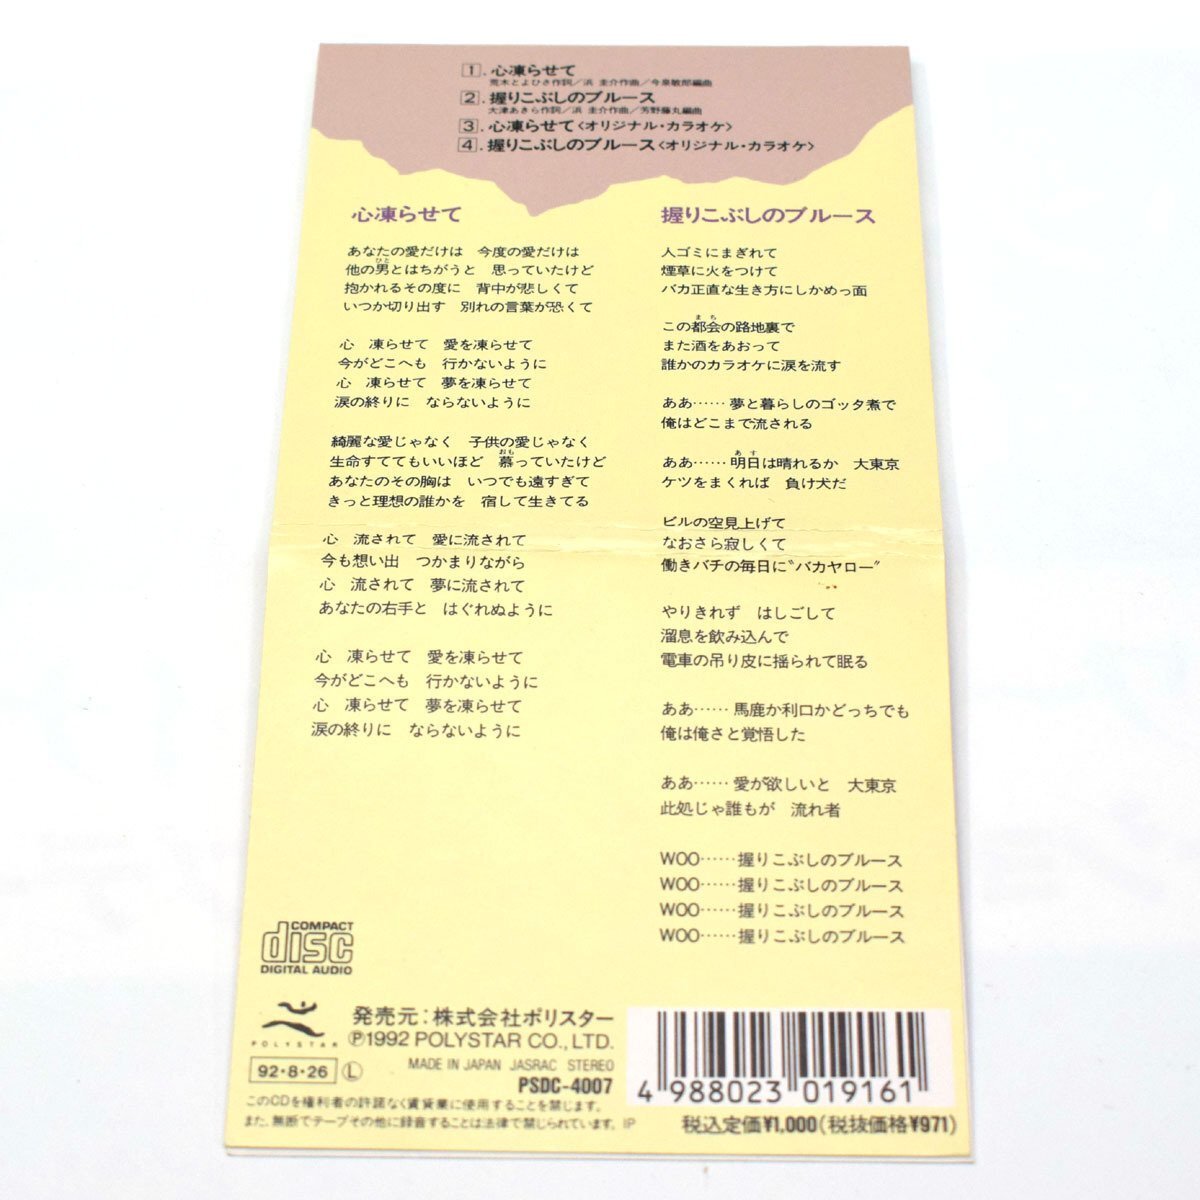 1. 心凍らせて
荒木とよひさ作詞／浜 圭介作曲／今泉敏郎編曲
2. 握りこぶしのブルース
大津あきら作詞／浜 圭介作曲／芳野藤丸編曲
3. 心凍らせて〈オリジナル・カラオケ〉
4. 握りこぶしのブルース〈オリジナル・カラオケ〉
心凍らせて
あなたの愛だけは　今度の愛だけは
ひと
他の男とはちがうと　思っていたけど
抱かれるその度に　背中が悲しくて
いつか切り出す　別れの言葉が恐くて
心　凍らせて　愛を凍らせて
今がどこへも　行かないように
心　凍らせて　夢を凍らせて
涙の終りに　ならないように
綺麗な愛じゃなく　子供の愛じゃなく
おも
生命すててもいいほど　慕っていたけど
あなたのその胸は　いつでも遠すぎて
きっと理想の誰かを　宿して生きてる
心　流されて　愛に流されて
今も想い出　つかまりながら
心　流されて　夢に流されて
あなたの右手と　はぐれぬように
心　凍らせて　愛を凍らせて
今がどこへも　行かないように
心　凍らせて　夢を凍らせて
涙の終りに　ならないように
握りこぶしのブルース
人ゴミにまぎれて
煙草に火をつけて
バカ正直な生き方にしかめっ面
まち
この都会の路地裏で
また酒をあおって
誰かのカラオケに涙を流す
ああ……夢と暮らしのゴッタ煮で
俺はどこまで流される
あす
ああ……明日は晴れるか　大東京
ケツをまくれば　負け犬だ
ビルの空見上げて
なおさら寂しくて
働きバチの毎日に〝バカヤロー〟
やりきれず　はしごして
溜息を飲み込んで
電車の吊り皮に揺られて眠る
ああ……馬鹿か利口かどっちでも
俺は俺さと覚悟した
ああ……愛が欲しいと　大東京
此処じゃ誰もが　流れ者
WOO……握りこぶしのブルース
WOO……握りこぶしのブルース
WOO……握りこぶしのブルース
WOO……握りこぶしのブルース
COMPACT
disc
DIGITAL AUDIO
POLYSTAR
発売元：株式会社ポリスター
Ⓟ1992 POLYSTAR CO., LTD.
MADE IN JAPAN JASRAC STEREO
92・8・26 Ⓛ
PSDC-4007
このCDを権利者の許諾なく賃貸業に使用することを禁じます。
また、無断でテープその他に録音することは法律で禁じられています。IP
4 988023 019161
税込定価¥1,000（税抜価格¥971）